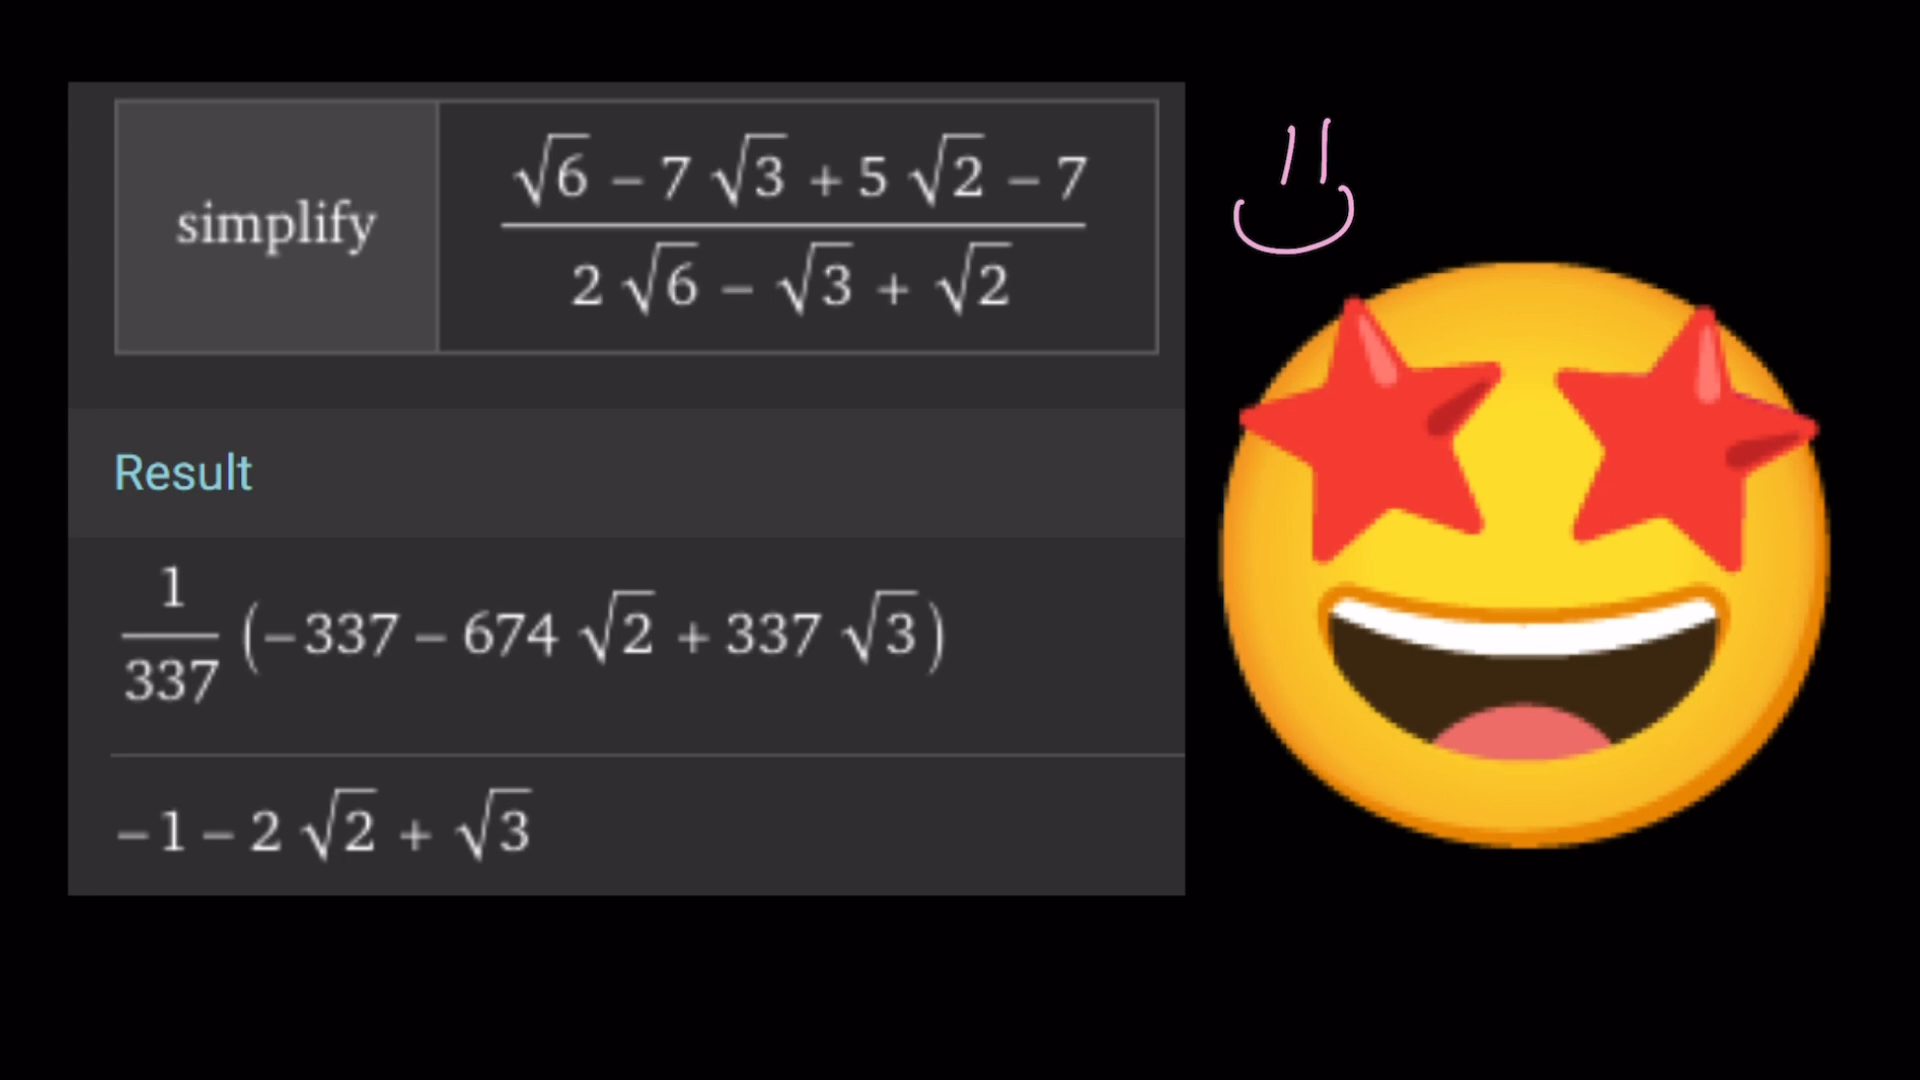 simplify
√6 − 7 √3 + 5 √2 − 7
2 √6 − √3 + √2
Result
1
337
(−337 − 674 √2 + 337 √3)
−1 − 2 √2 + √3